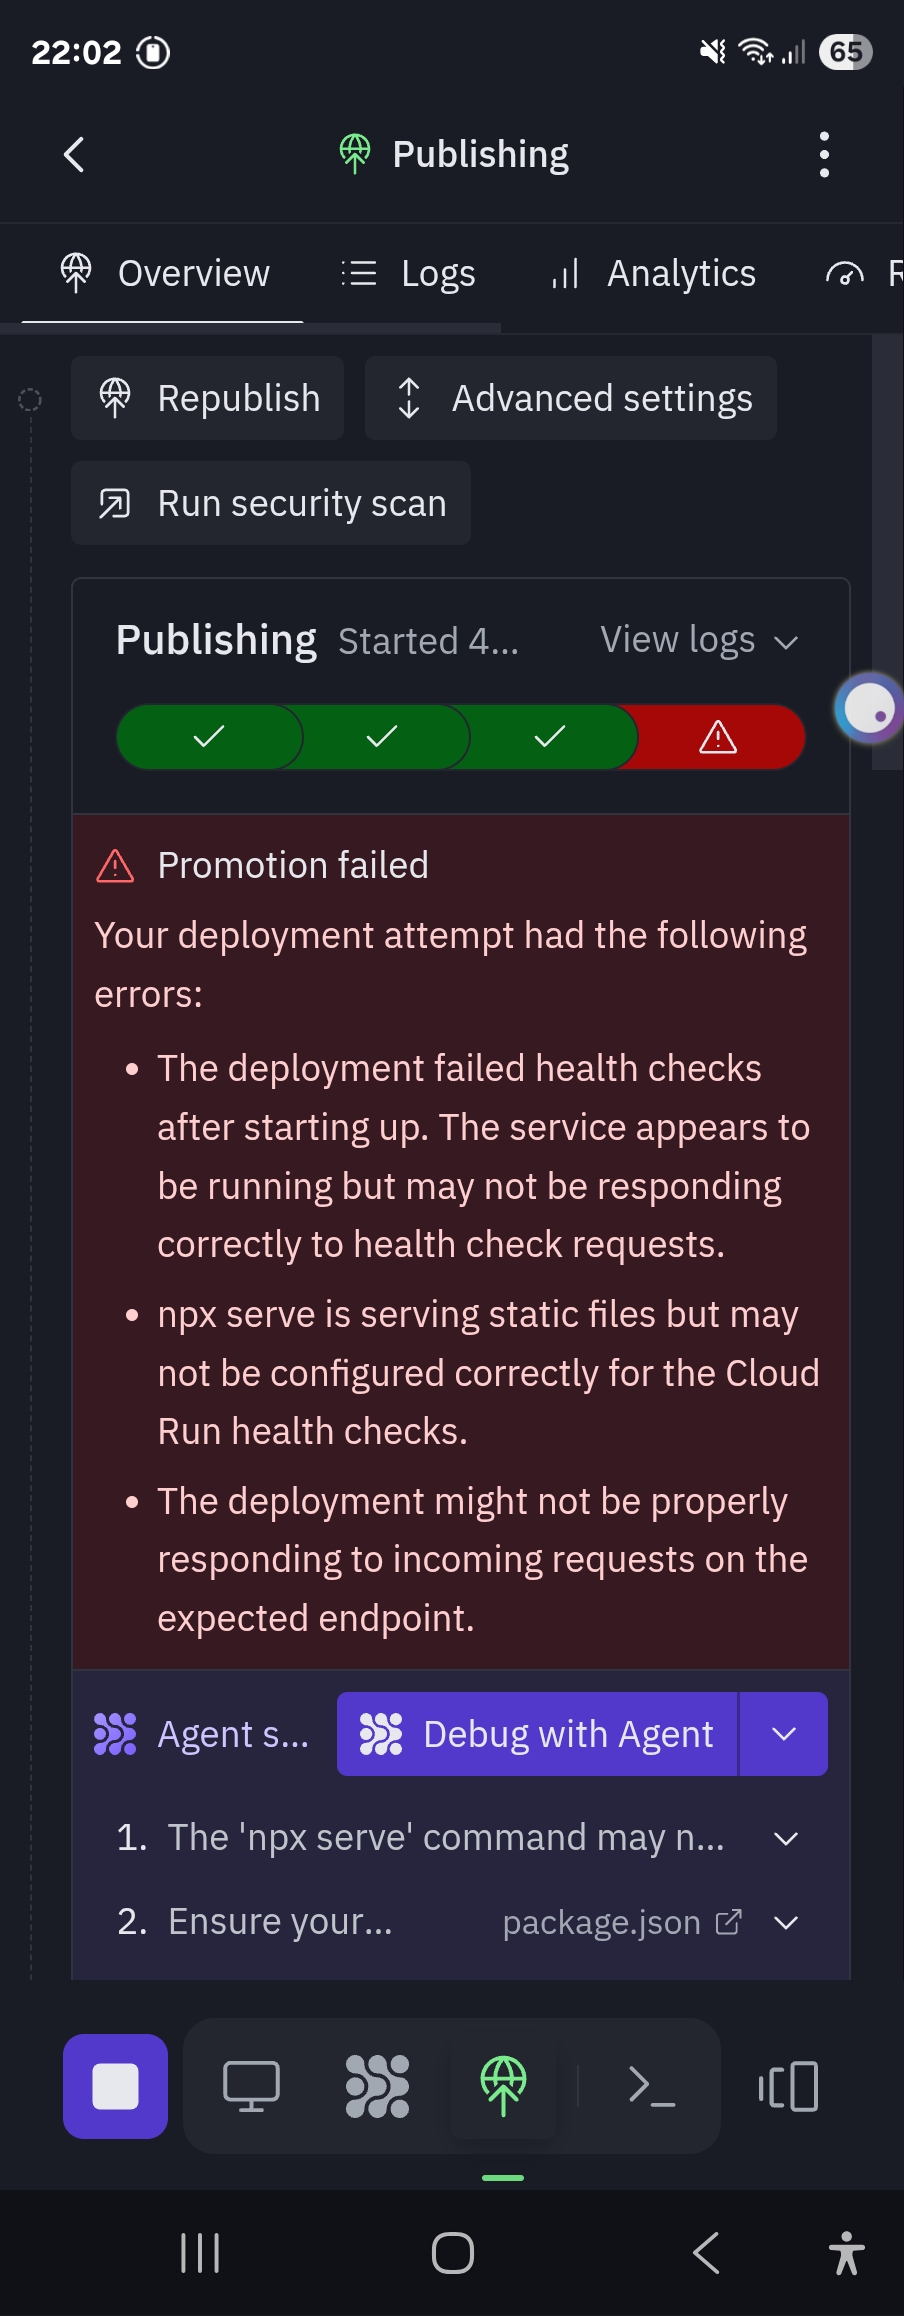 22:02
65
Publishing
Overview
Logs
Analytics
R
Republish
Advanced settings
Run security scan
Publishing Started 4... View logs
Promotion failed
Your deployment attempt had the following
errors:
• The deployment failed health checks
after starting up. The service appears to
be running but may not be responding
correctly to health check requests.
• npx serve is serving static files but may
not be configured correctly for the Cloud
Run health checks.
• The deployment might not be properly
responding to incoming requests on the
expected endpoint.
Agent s... Debug with Agent
1. The 'npx serve' command may n...
2. Ensure your... package.json